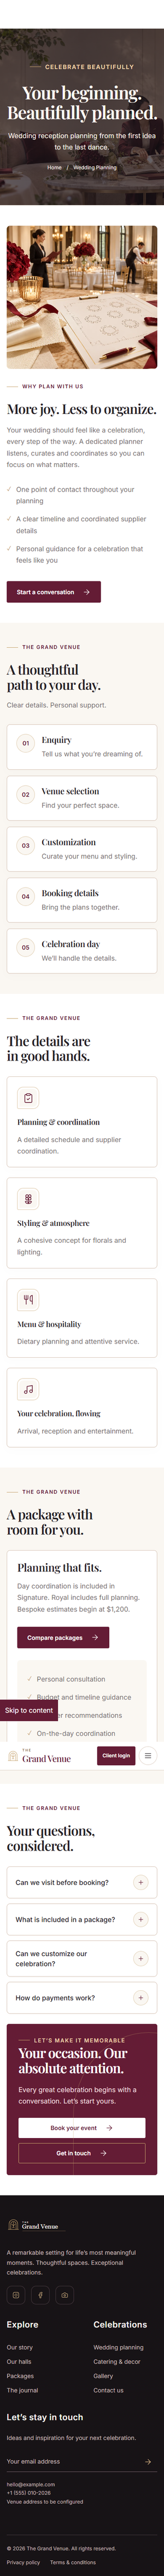 CELEBRATE BEAUTIFULLY
Your beginning.
Beautifully planned.
Wedding reception planning from the first idea
to the last dance.
Home / Wedding Planning
WHY PLAN WITH US
More joy. Less to organize.
Your wedding should feel like a celebration,
every step of the way. A dedicated planner
listens, curates and coordinates so you can
focus on what matters.
One point of contact throughout your
planning
A clear timeline and coordinated supplier
details
Personal guidance for a celebration that
feels like you
Start a conversation
THE GRAND VENUE
A thoughtful
path to your day.
Clear details. Personal support.
01 Enquiry
Tell us what you're dreaming of.
02 Venue selection
Find your perfect space.
03 Customization
Curate your menu and styling.
04 Booking details
Bring the plans together.
05 Celebration day
We'll handle the details.
THE GRAND VENUE
The details are
in good hands.
Planning & coordination
A detailed schedule and supplier
coordination.
Styling & atmosphere
A cohesive concept for florals and
lighting.
Menu & hospitality
Dietary planning and attentive service.
Your celebration, flowing
Arrival, reception and entertainment.
THE GRAND VENUE
A package with
room for you.
Planning that fits.
Day coordination is included in
Signature. Royal includes full planning.
Bespoke estimates begin at $1,200.
Compare packages
Personal consultation
Budget and timeline guidance
Skip to content
recommendations
On-the-day coordination
THE
Grand Venue
Client login
THE GRAND VENUE
Your questions,
considered.
Can we visit before booking?
What is included in a package?
Can we customize our
celebration?
How do payments work?
LET'S MAKE IT MEMORABLE
Your occasion. Our
absolute attention.
Every great celebration begins with a
conversation. Let's start yours.
Book your event
Get in touch
THE
Grand Venue
A remarkable setting for life's most meaningful
moments. Thoughtful spaces. Exceptional
celebrations.
Explore
Our story
Our halls
Packages
The journal
Celebrations
Wedding planning
Catering & decor
Gallery
Contact us
Let's stay in touch
Ideas and inspiration for your next celebration.
Your email address
hello@example.com
+1 (555) 010-2026
Venue address to be configured
© 2026 The Grand Venue. All rights reserved.
Privacy policy Terms & conditions